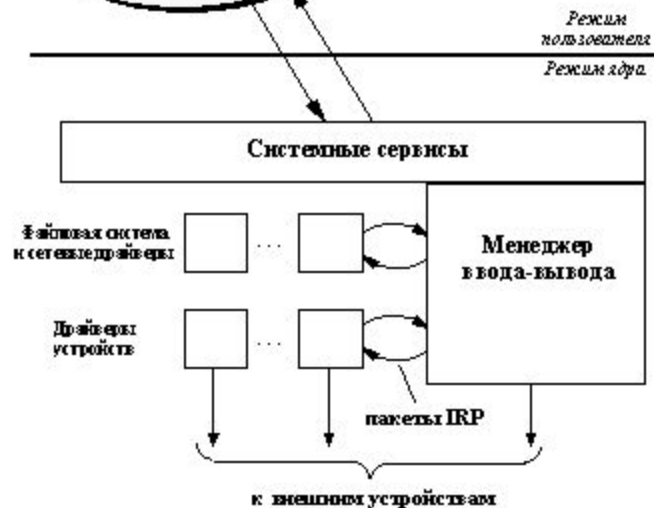 Режим
пользователя
Режим ядра
Системные сервисы
Файловая система
к сетевые драйверы
Менеджер
ввода-вывода
Драйверы
устройств
пакеты IRP
к внешним устройствам